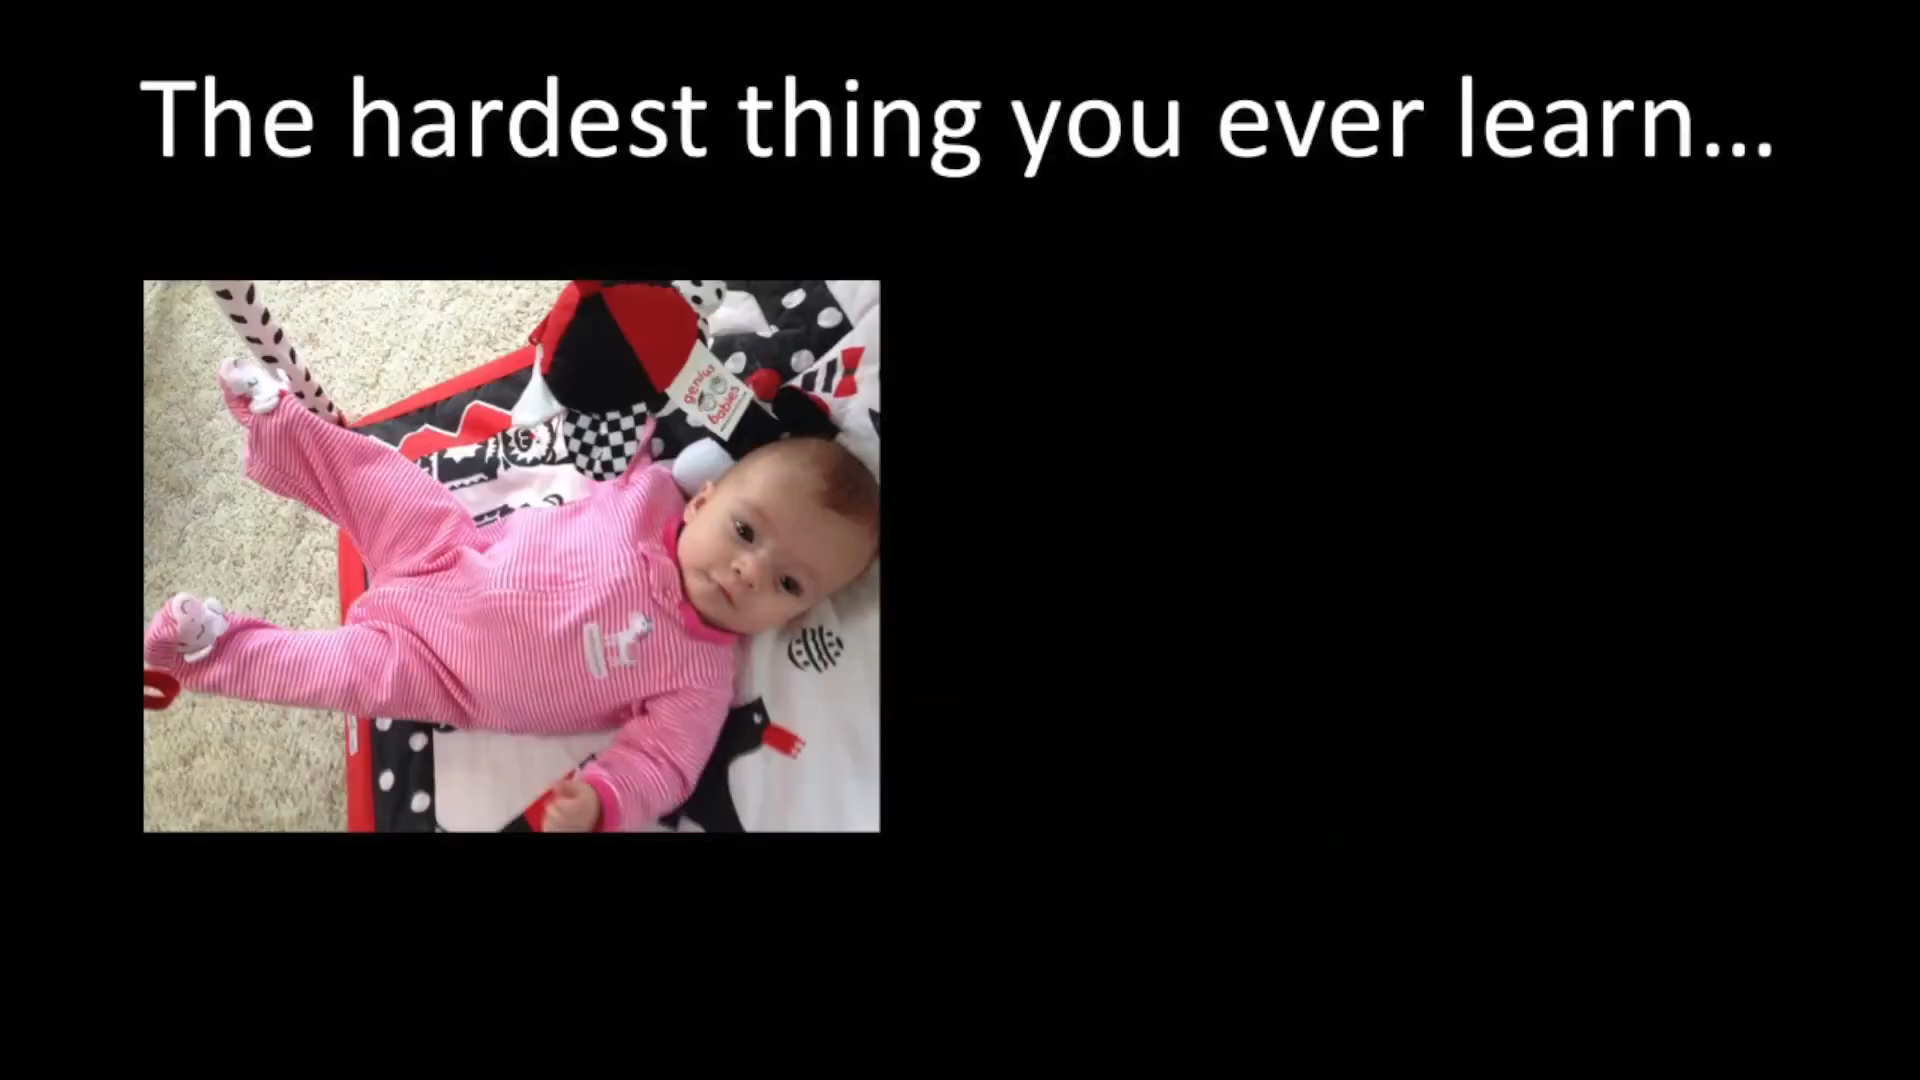 The hardest thing you ever learn...
genius
babies